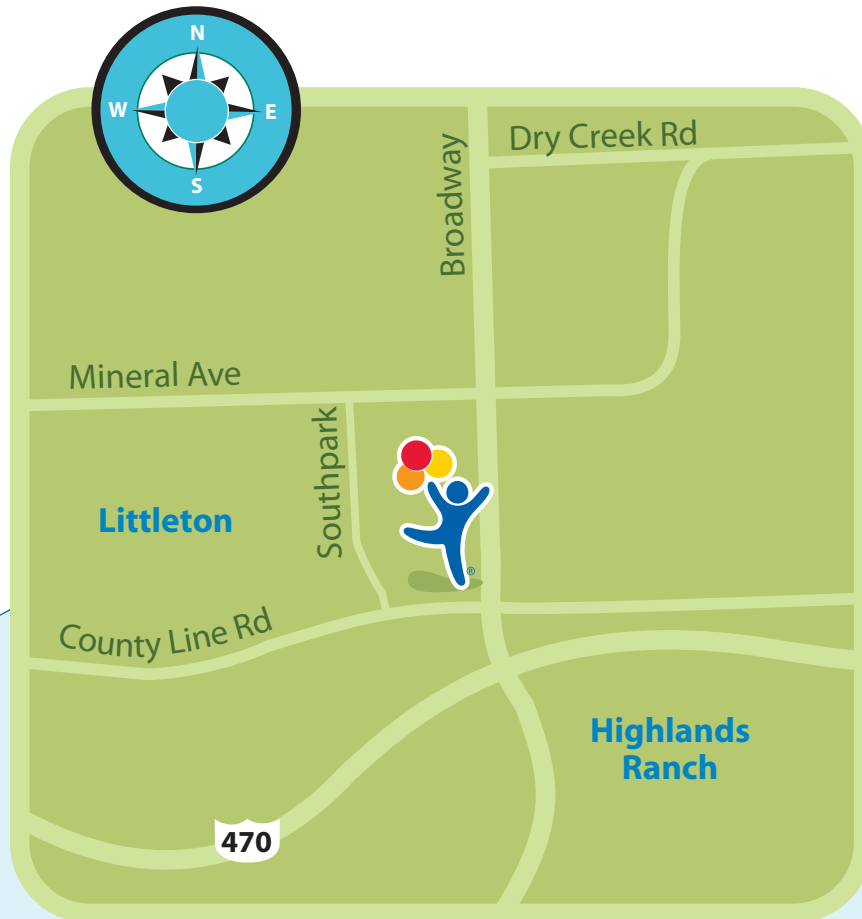 N
W
E
S
Dry Creek Rd
Broadway
Mineral Ave
Southpark
Littleton
®
County Line Rd
Highlands
Ranch
470